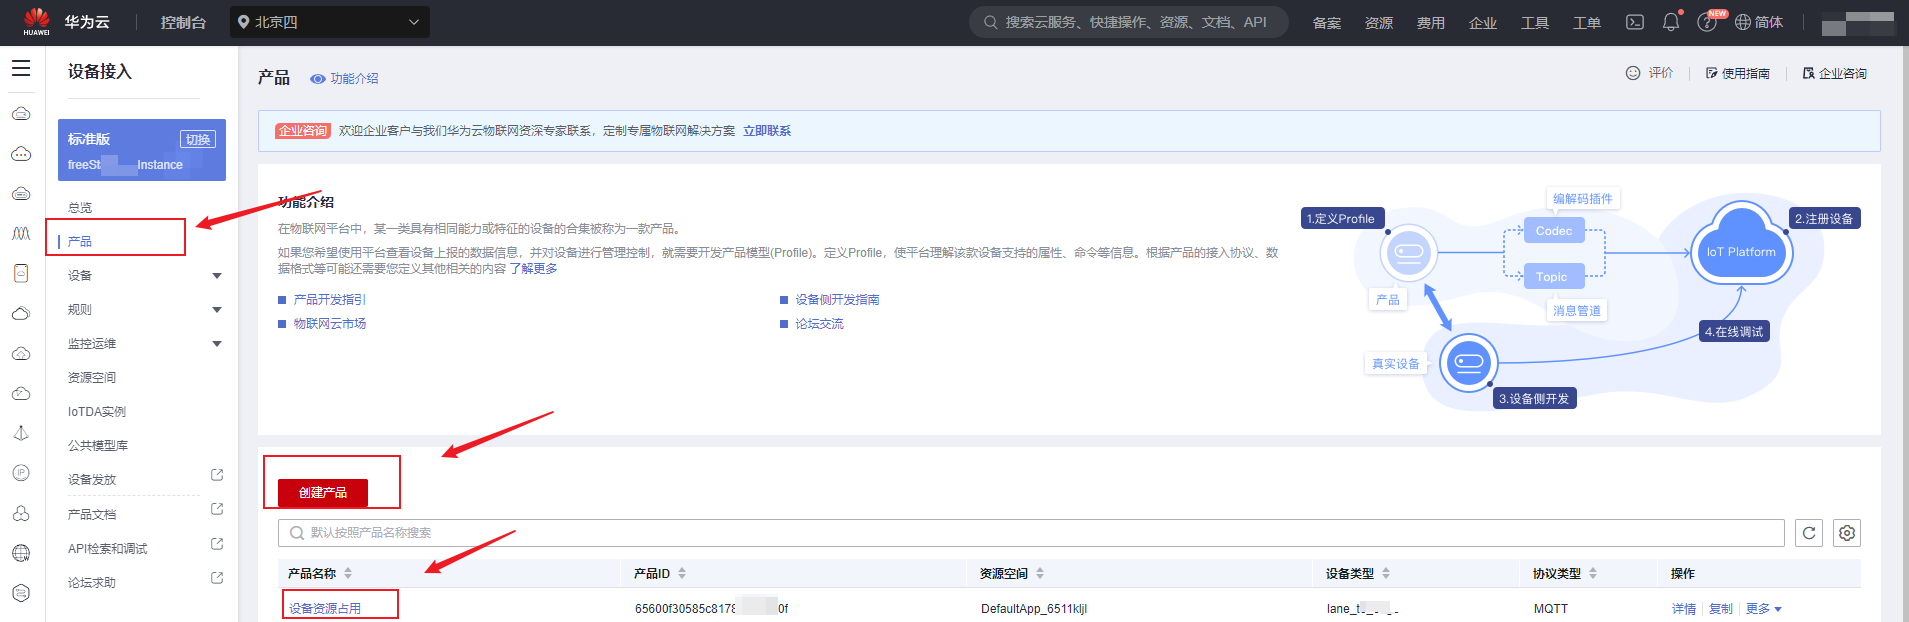 HUAWEI
华为云
控制台
北京四
搜索云服务、快捷操作、资源、文档、API
备案
资源
费用
企业
工具
工单
NEW
简体
设备接入
标准版
切换
freeSt
Instance
总览
产品
设备
规则
监控运维
资源空间
IoTDA实例
公共模型库
设备发放
产品文档
API检索和调试
论坛求助
产品
功能介绍
评价
使用指南
企业咨询
企业咨询 欢迎企业客户与我们华为云物联网资深专家联系，定制专属物联网解决方案 立即联系
功能介绍
在物联网平台中，某一类具有相同能力或特征的设备的合集被称为一款产品。
如果您希望使用平台查看设备上报的数据信息，并对设备进行管理控制，就需要开发产品模型(Profile)。定义Profile，使平台理解该款设备支持的属性、命令等信息。根据产品的接入协议、数
据格式等可能还需要您定义其他相关的内容 了解更多
产品开发指引
设备侧开发指南
物联网云市场
论坛交流
1.定义Profile
编解码插件
Codec
2.注册设备
IoT Platform
Topic
产品
消息管道
4.在线调试
真实设备
3.设备侧开发
创建产品
默认按照产品名称搜索
产品名称
产品ID
资源空间
设备类型
协议类型
操作
设备资源占用
65600f30585c8178
0f
DefaultApp_6511kljl
lane_t
MQTT
详情
复制
更多